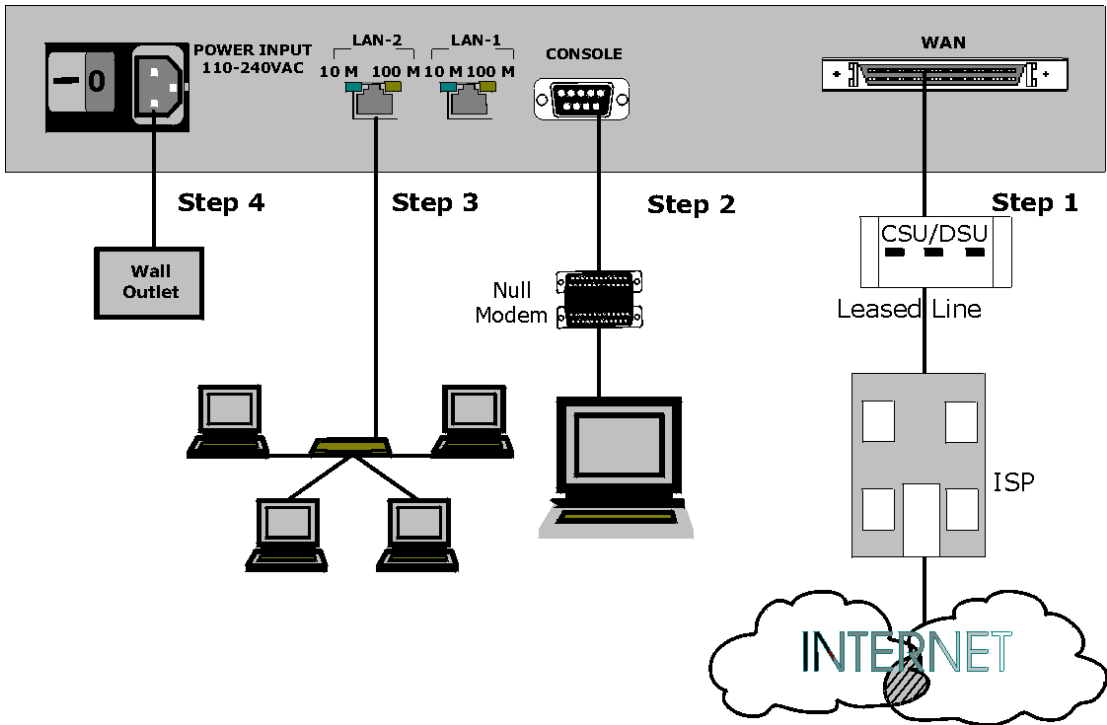 POWER INPUT
110-240VAC
0
LAN-2
10 M 100 M
LAN-1
10 M 100 M
CONSOLE
WAN
Step 4
Step 3
Step 2
Step 1
Wall
Outlet
Null
Modem
CSU/DSU
Leased Line
ISP
INTERNET